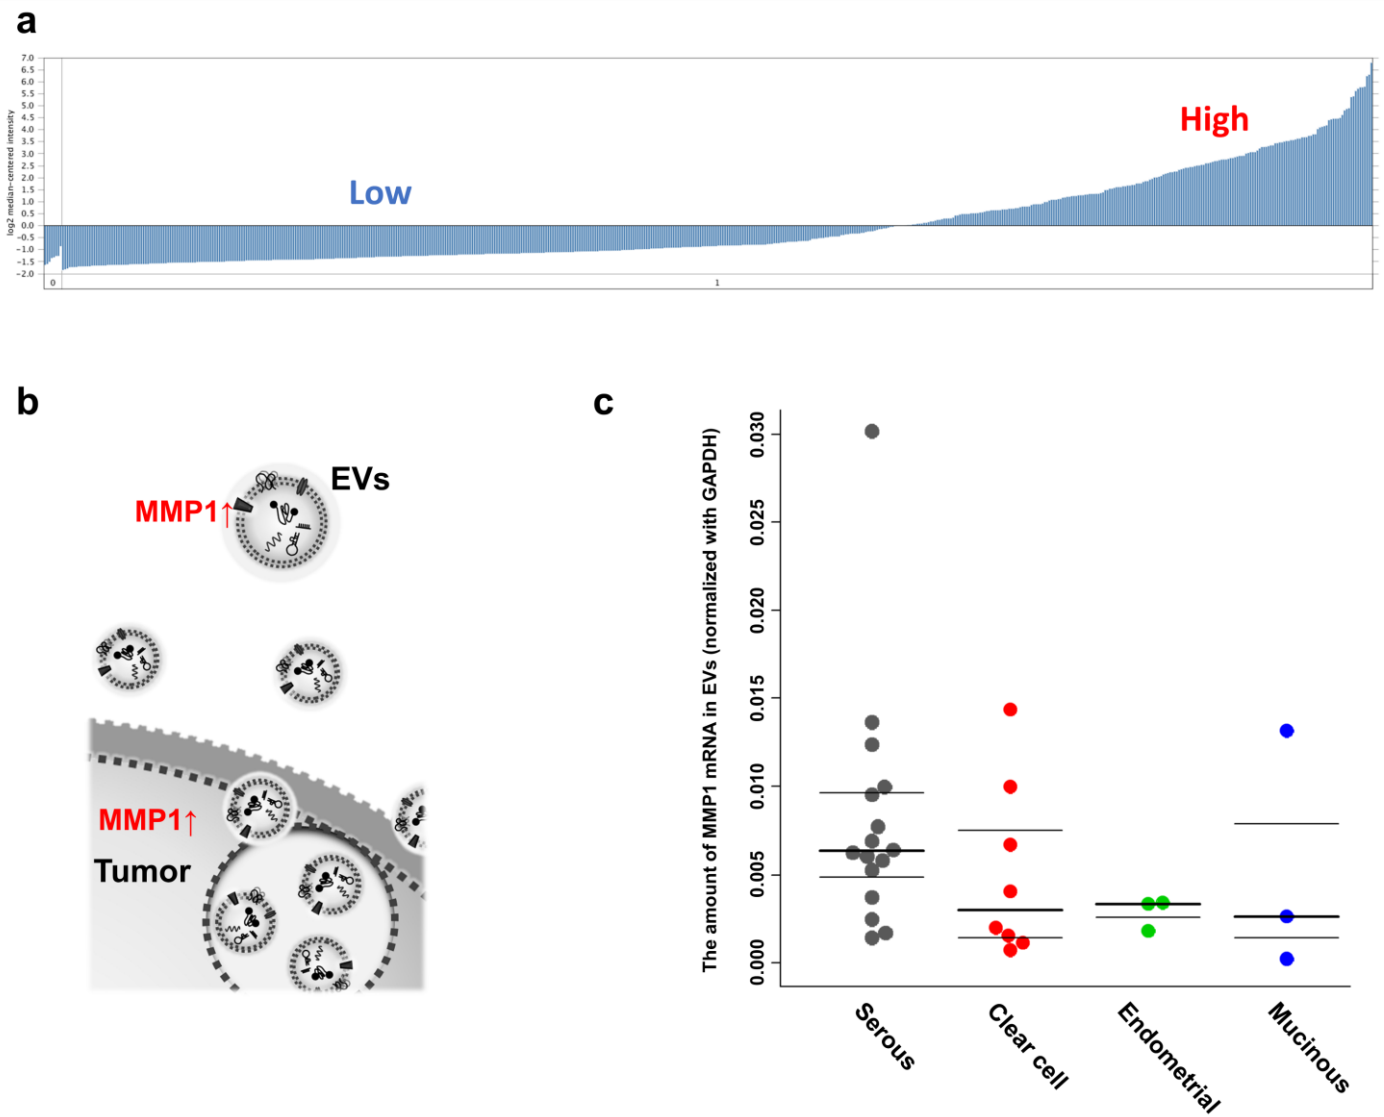 a
log2 median-centered intensity
7.0
6.5
6.0
5.5
5.0
4.5
4.0
3.5
3.0
2.5
2.0
1.5
1.0
0.5
0.0
-0.5
-1.0
-1.5
-2.0
Low
High
0
1
b
EVs
MMP1↑
MMP1↑
Tumor
c
The amount of MMP1 mRNA in EVs (normalized with GAPDH)
0.030
0.025
0.020
0.015
0.010
0.005
0.000
Serous
Clear cell
Endometrial
Mucinous